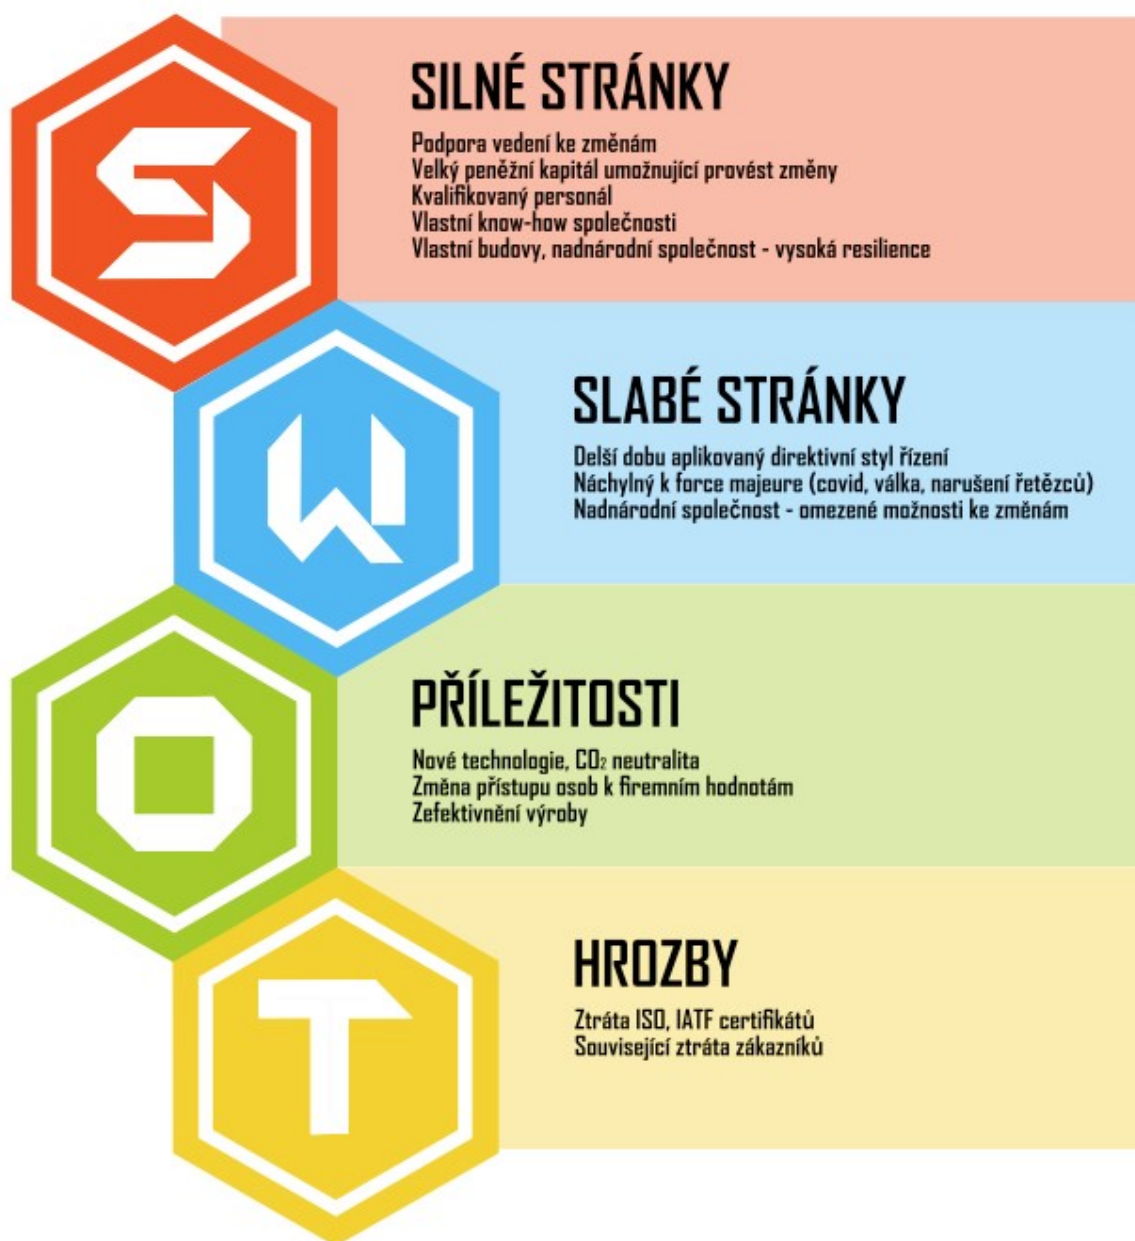 S
SILNÉ STRÁNKY
Podpora vedení ke změnám
Velký peněžní kapitál umožnující provést změny
Kvalifikovaný personál
Vlastní know-how společnosti
Vlastní budovy, nadnárodní společnost - vysoká resilience
W
SLABÉ STRÁNKY
Delší dobu aplikovaný direktivní styl řízení
Náchylný k force majeure (covid, válka, narušení řetězců)
Nadnárodní společnost - omezené možnosti ke změnám
O
PŘÍLEŽITOSTI
Nové technologie, CO₂ neutralita
Změna přístupu osob k firemním hodnotám
Zefektivnění výroby
T
HROZBY
Ztráta ISO, IATF certifikátů
Související ztráta zákazníků